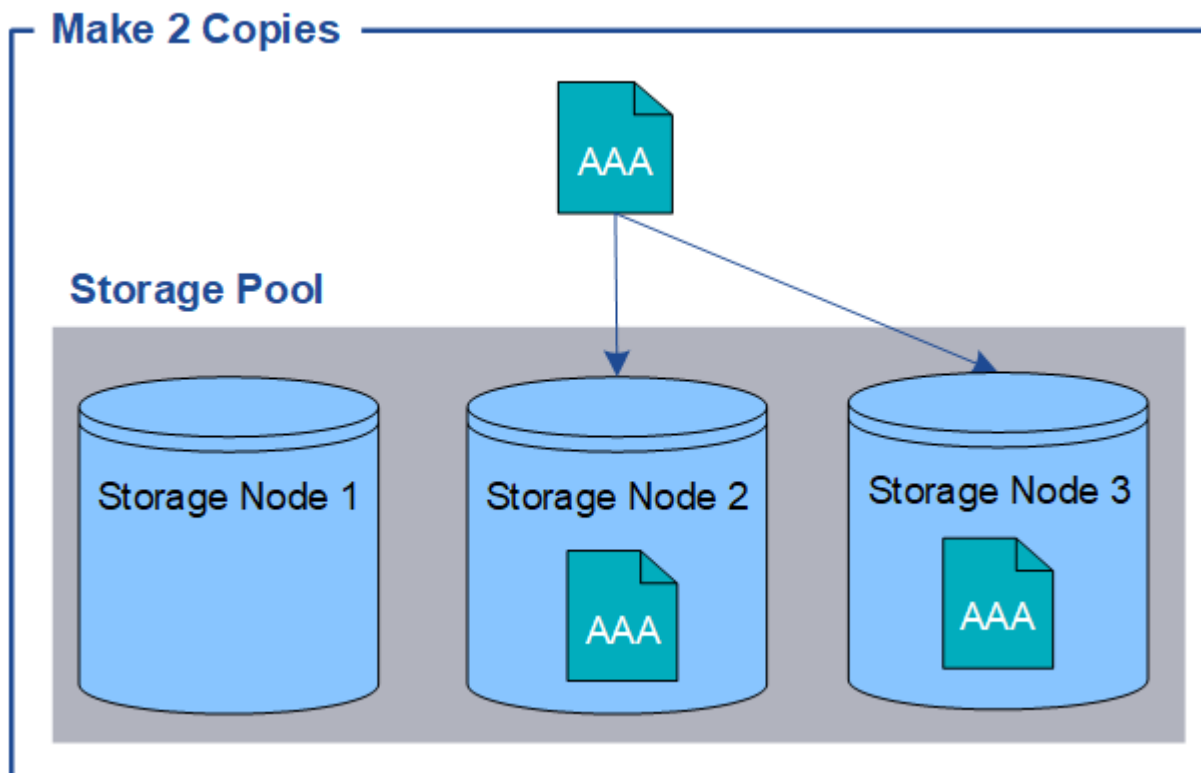 Make 2 Copies
AAA
Storage Pool
Storage Node 1
Storage Node 2
Storage Node 3
AAA
AAA